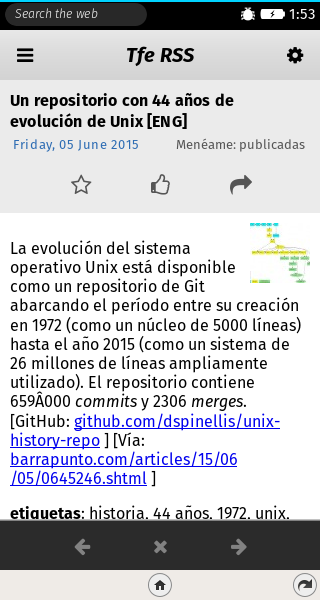 Search the web
1:53
Tfe RSS
Un repositorio con 44 años de
evolución de Unix [ENG]
Friday, 05 June 2015 Menéame: publicadas
La evolución del sistema
operativo Unix está disponible
como un repositorio de Git
abarcando el período entre su creación
en 1972 (como un núcleo de 5000 líneas)
hasta el año 2015 (como un sistema de
26 millones de líneas ampliamente
utilizado). El repositorio contiene
659Â000 commits y 2306 merges.
[GitHub: github.com/dspinellis/unix-
history-repo ] [Vía:
barrapunto.com/articles/15/06
/05/0645246.shtml ]
etiquetas: historia, 44 años, 1972, unix,